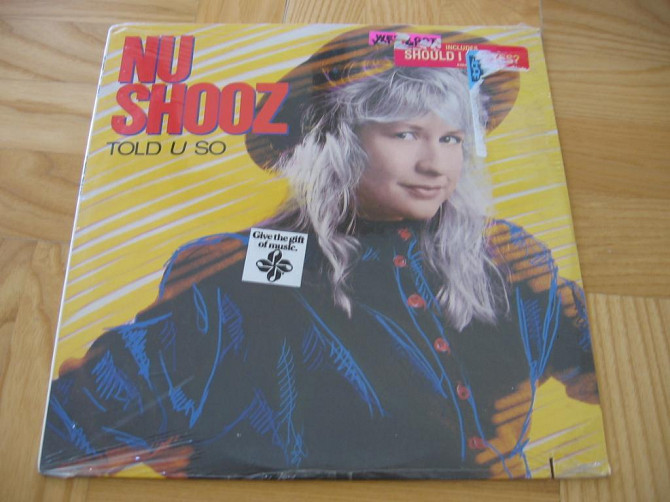 NU
SHOOZ
TOLD U SO
INCLUDES
SHOULD I
Give the gift
of music.